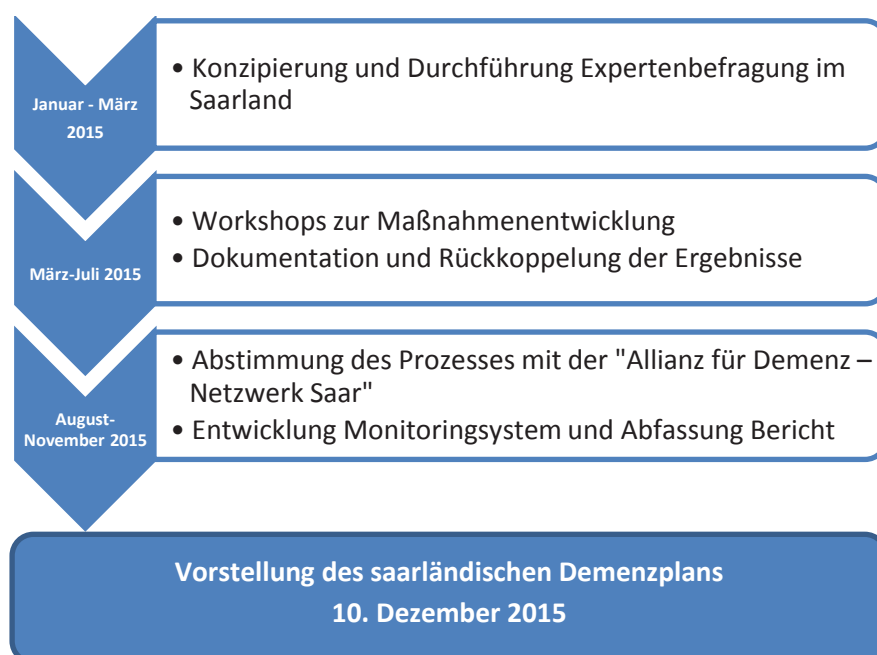 Januar - März
2015
• Konzipierung und Durchführung Expertenbefragung im
Saarland
März-Juli 2015
• Workshops zur Maßnahmenentwicklung
• Dokumentation und Rückkoppelung der Ergebnisse
August-
November 2015
• Abstimmung des Prozesses mit der "Allianz für Demenz –
Netzwerk Saar"
• Entwicklung Monitoringsystem und Abfassung Bericht
Vorstellung des saarländischen Demenzplans
10. Dezember 2015